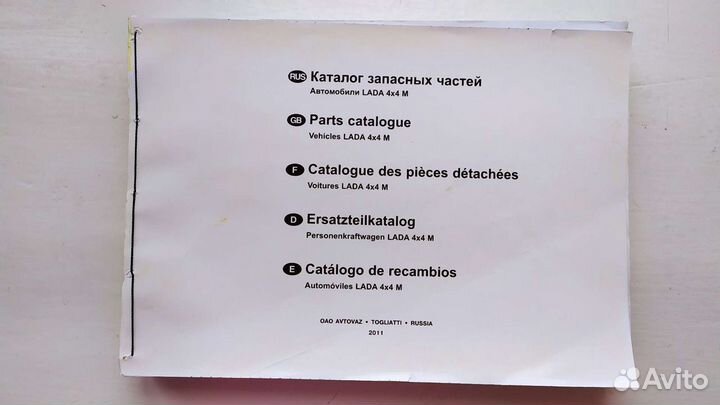 RUS Каталог запасных частей
Автомобили LADA 4x4 M
GB Parts catalogue
Vehicles LADA 4x4 M
F Catalogue des pièces détachées
Voitures LADA 4x4 M
D Ersatzteilkatalog
Personenkraftwagen LADA 4x4 M
E Catálogo de recambios
Automóviles LADA 4x4 M
OAO AVTOVAZ • TOGLIATTI • RUSSIA
2011
Avito